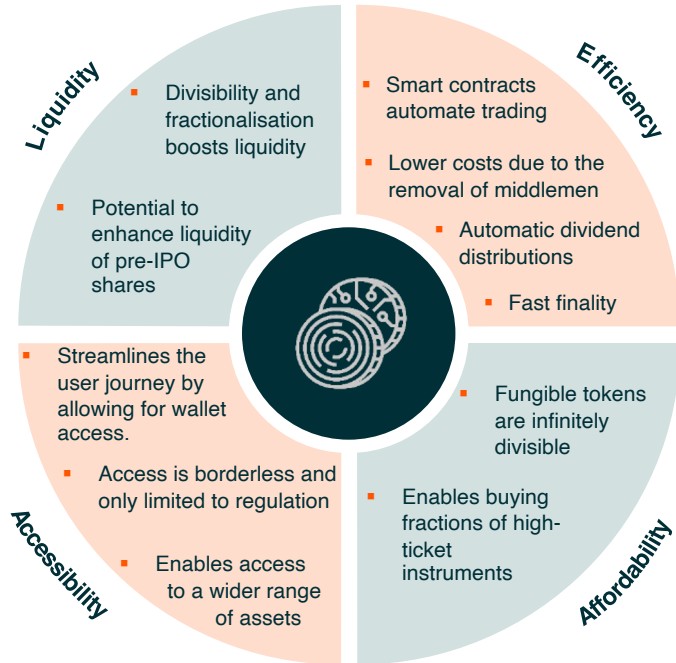 Liquidity
Divisibility and
fractionalisation
boosts liquidity
Potential to
enhance liquidity
of pre-IPO
shares
Efficiency
Smart contracts
automate trading
Lower costs due to the
removal of middlemen
Automatic dividend
distributions
Fast finality
Accessibility
Streamlines the
user journey by
allowing for wallet
access.
Access is borderless and
only limited to regulation
Enables access
to a wider range
of assets
Affordability
Fungible tokens
are infinitely
divisible
Enables buying
fractions of high-
ticket
instruments